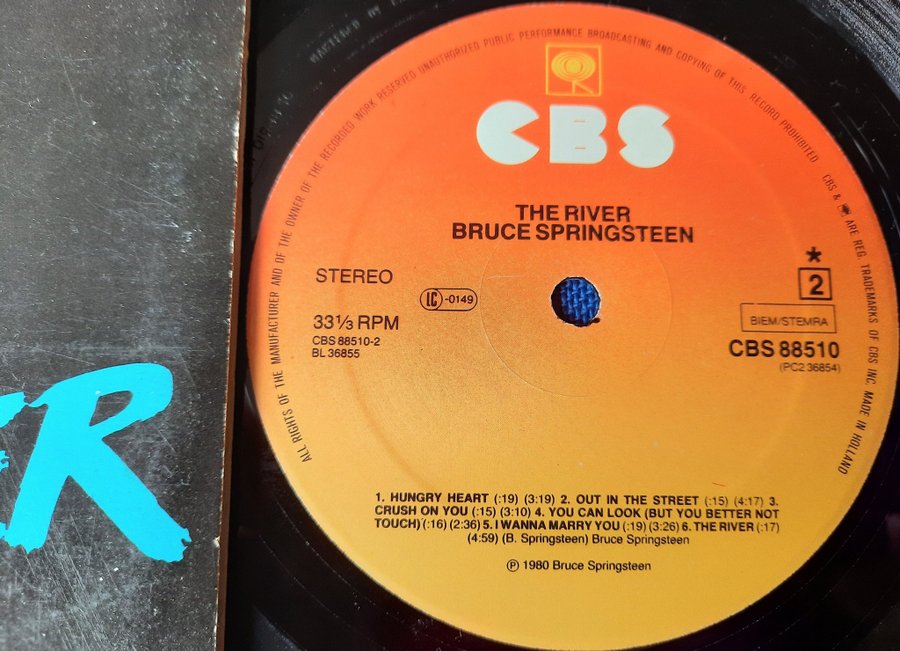 ER
ALL RIGHTS OF THE MANUFACTURER AND OF THE OWNER OF THE RECORDED WORK RESERVED UNAUTHORIZED PUBLIC PERFORMANCE BROADCASTING AND COPYING OF THIS RECORD PROHIBITED
CBS & ARE REG. TRADEMARKS OF CBS INC. MADE IN HOLLAND
CBS
THE RIVER
BRUCE SPRINGSTEEN
STEREO
LC-0149
33 1/3 RPM
CBS 88510-2
BL 36855
*
2
BIEM/STEMRA
CBS 88510
(PC2 36854)
1. HUNGRY HEART (:19) (3:19) 2. OUT IN THE STREET (:15) (4:17) 3.
CRUSH ON YOU (:15) (3:10) 4. YOU CAN LOOK (BUT YOU BETTER NOT
TOUCH) (:16) (2:36) 5. I WANNA MARRY YOU (:19) (3:26) 6. THE RIVER (:17)
(4:59) (B. Springsteen) Bruce Springsteen
℗ 1980 Bruce Springsteen